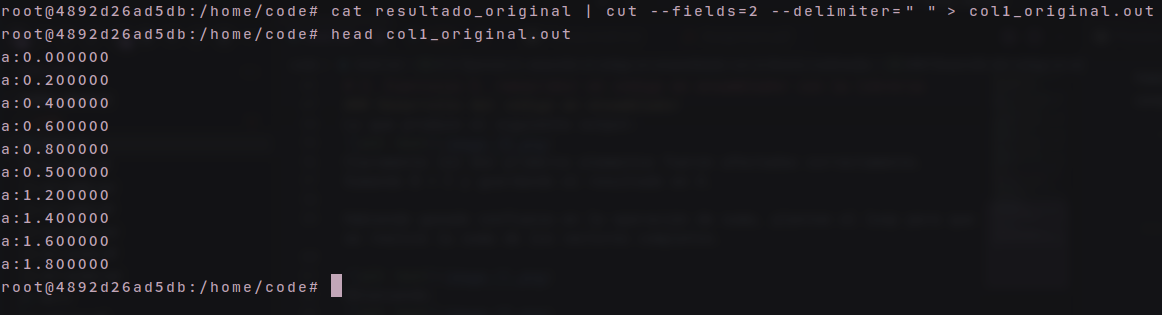 root@4892d26ad5db:/home/code# cat resultado_original | cut --fields=2 --delimiter=" " > col1_original.out
root@4892d26ad5db:/home/code# head col1_original.out
a:0.000000
a:0.200000
a:0.400000
a:0.600000
a:0.800000
a:0.500000
a:1.200000
a:1.400000
a:1.600000
a:1.800000
root@4892d26ad5db:/home/code#